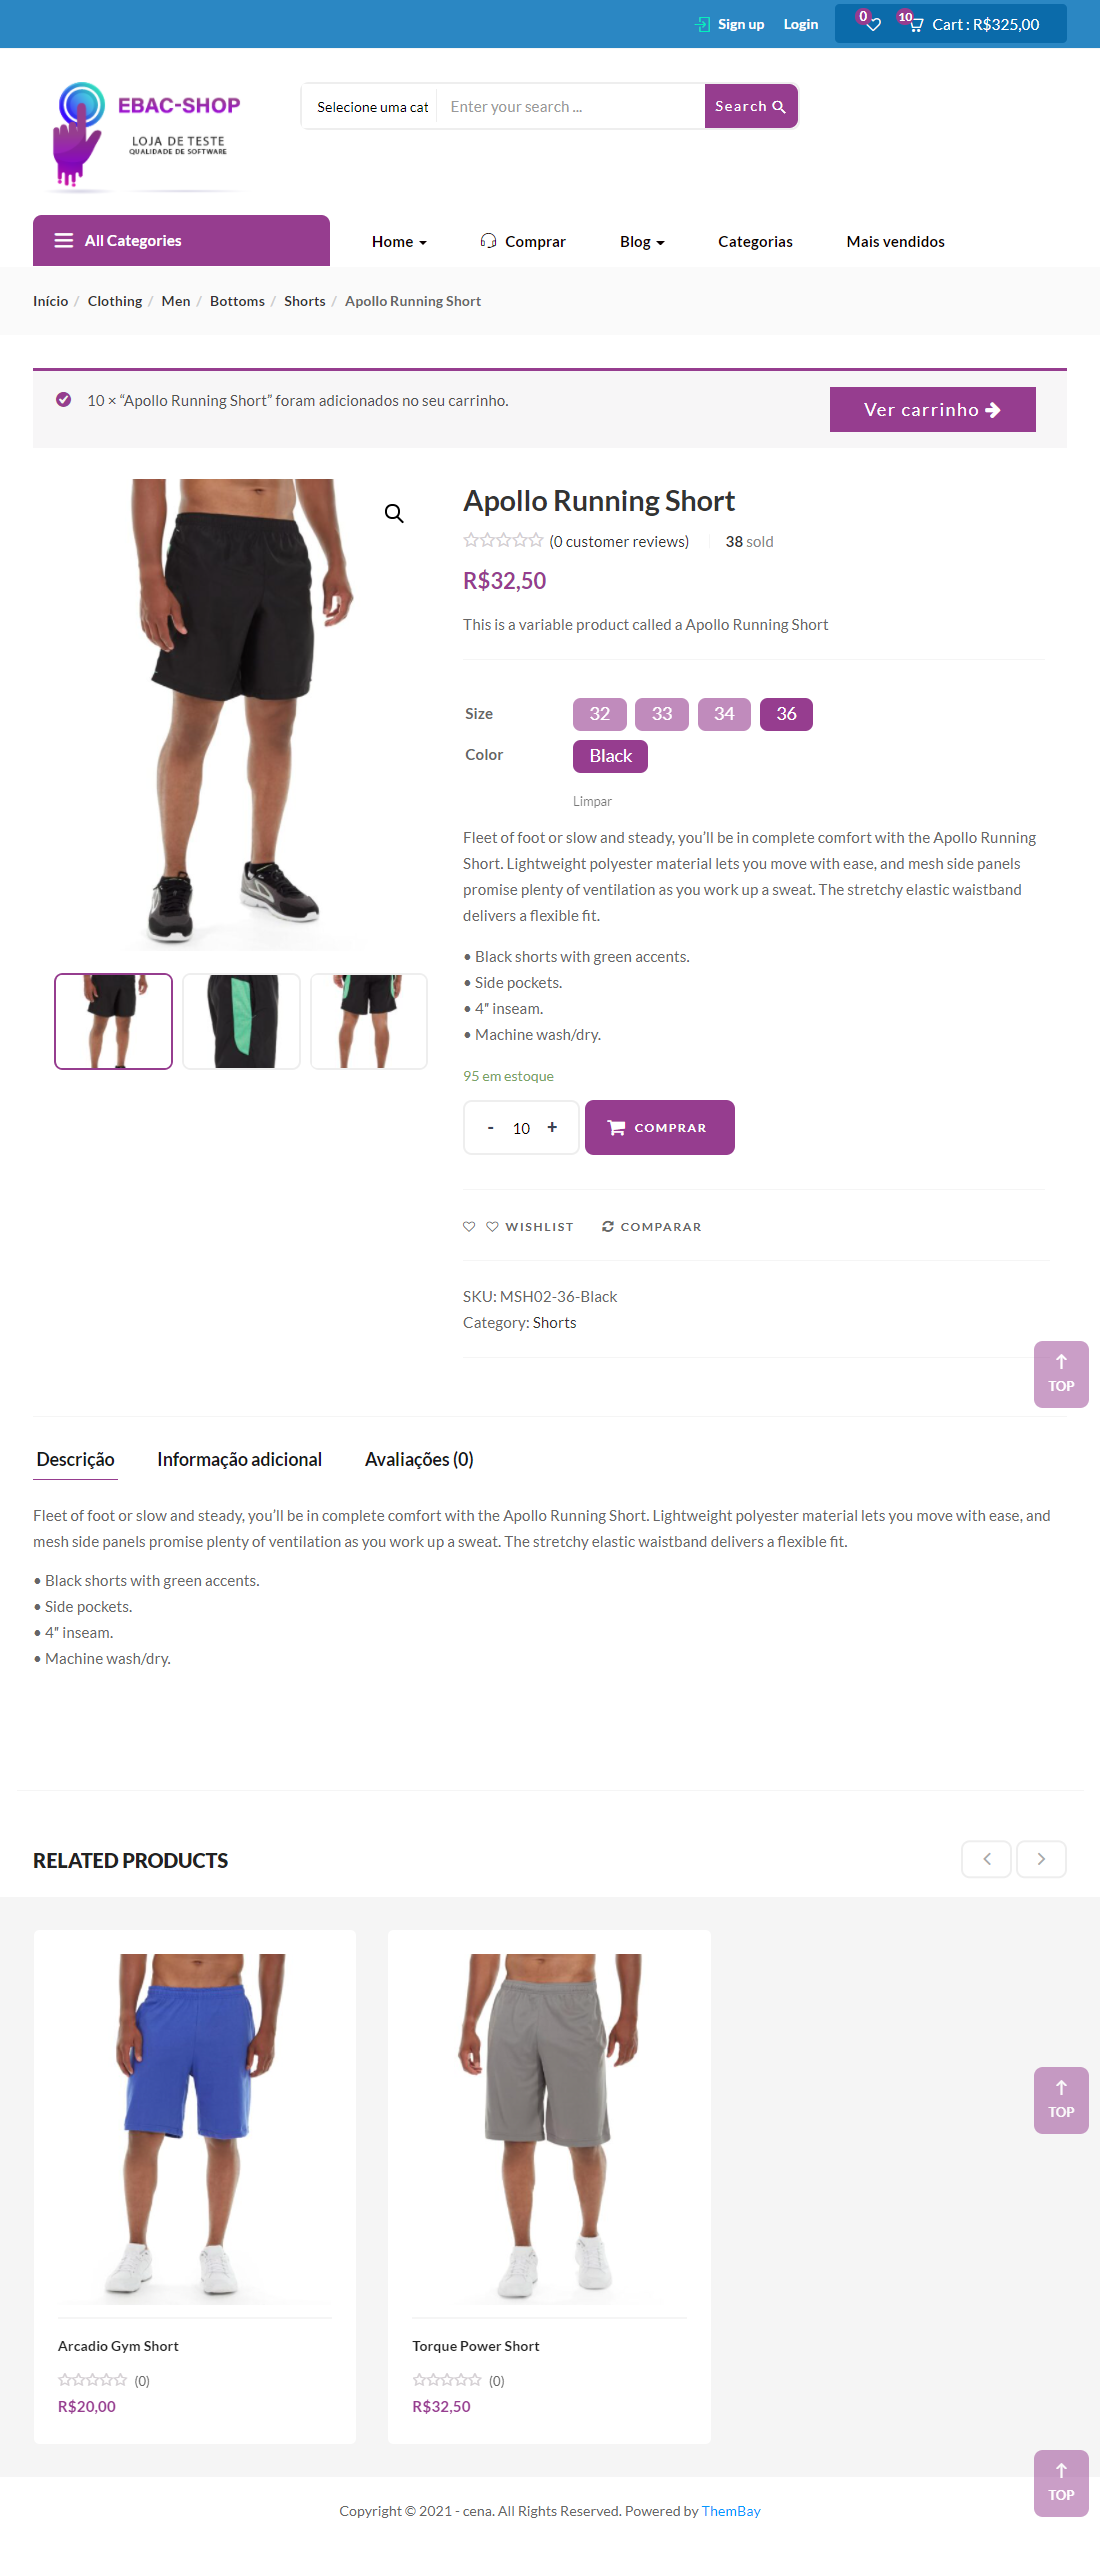 Sign up Login 0 10 Cart : R$325,00
EBAC-SHOP
LOJA DE TESTE
QUALIDADE DE SOFTWARE
Selecione uma cat Enter your search ... Search
All Categories Home Comprar Blog Categorias Mais vendidos
Início / Clothing / Men / Bottoms / Shorts / Apollo Running Short
10 × “Apollo Running Short” foram adicionados no seu carrinho. Ver carrinho
Apollo Running Short
(0 customer reviews) 38 sold
R$32,50
This is a variable product called a Apollo Running Short
Size 32 33 34 36
Color Black
Limpar
Fleet of foot or slow and steady, you’ll be in complete comfort with the Apollo Running
Short. Lightweight polyester material lets you move with ease, and mesh side panels
promise plenty of ventilation as you work up a sweat. The stretchy elastic waistband
delivers a flexible fit.
• Black shorts with green accents.
• Side pockets.
• 4″ inseam.
• Machine wash/dry.
95 em estoque
- 10 + COMPRAR
WISHLIST COMPARAR
SKU: MSH02-36-Black
Category: Shorts
TOP
Descrição Informação adicional Avaliações (0)
Fleet of foot or slow and steady, you’ll be in complete comfort with the Apollo Running Short. Lightweight polyester material lets you move with ease, and
mesh side panels promise plenty of ventilation as you work up a sweat. The stretchy elastic waistband delivers a flexible fit.
• Black shorts with green accents.
• Side pockets.
• 4″ inseam.
• Machine wash/dry.
RELATED PRODUCTS
TOP
Arcadio Gym Short
(0)
R$20,00
Torque Power Short
(0)
R$32,50
TOP
Copyright © 2021 - cena. All Rights Reserved. Powered by ThemBay